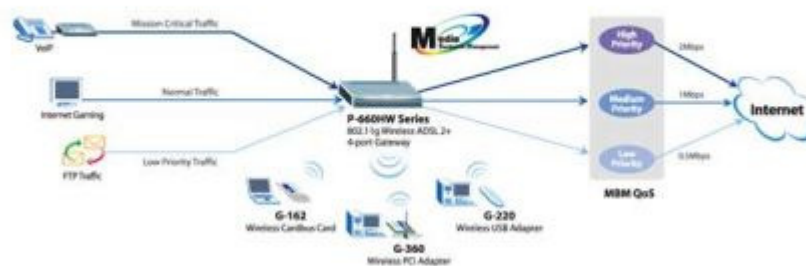 Mission Critical Traffic
VoIP
Media
Management
High
Priority
2Mbps
Normal Traffic
Internet Gaming
P-660HW Series
802.11g Wireless ADSL 2+
4-port Gateway
Medium
Priority
1Mbps
Internet
Low Priority Traffic
FTP Traffic
Low
Priority
0.5Mbps
MBM QoS
G-162
Wireless Cardbus Card
G-360
Wireless PCI Adapter
G-220
Wireless USB Adapter